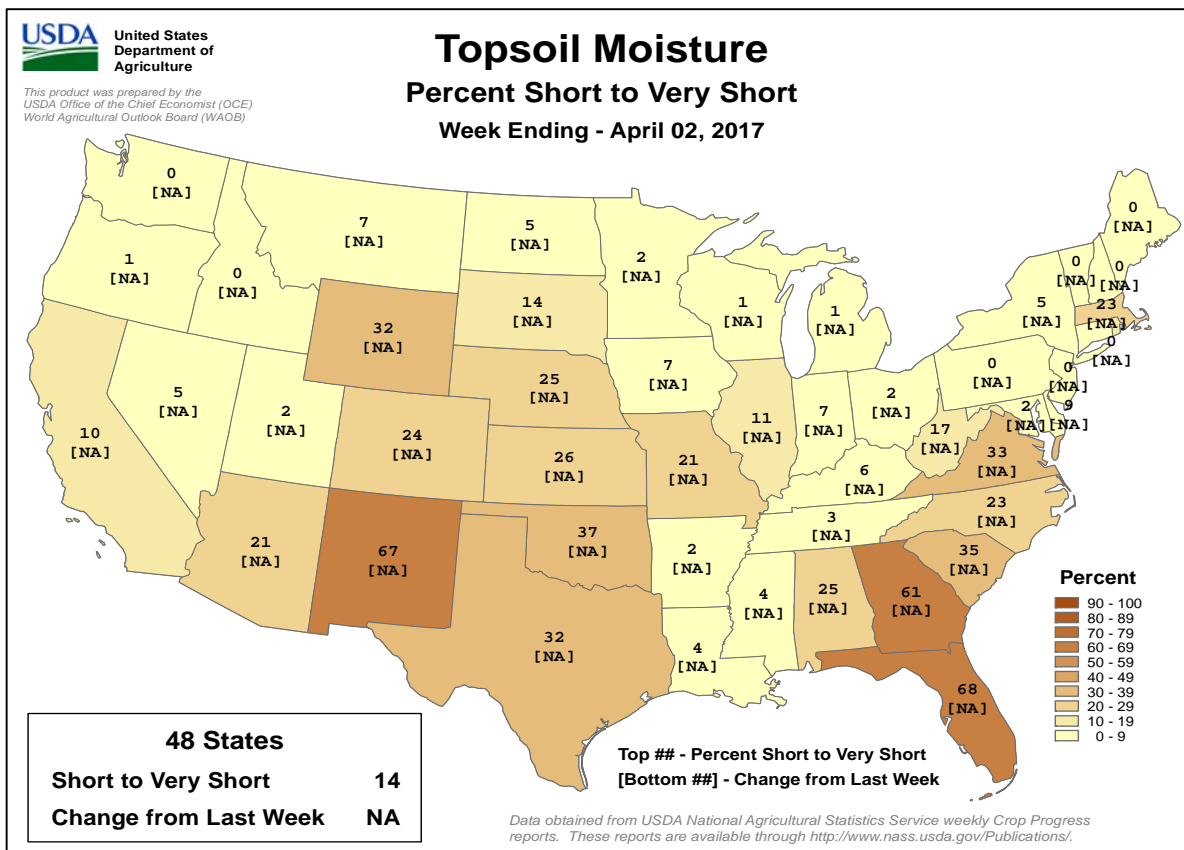 USDA
United States
Department of
Agriculture
This product was prepared by the
USDA Office of the Chief Economist (OCE)
World Agricultural Outlook Board (WAOB)
Topsoil Moisture
Percent Short to Very Short
Week Ending - April 02, 2017
0
[NA]
7
[NA]
5
[NA]
2
[NA]
0
[NA]
1
[NA]
0
[NA]
32
[NA]
14
[NA]
1
[NA]
1
[NA]
5
[NA]
0
[NA]
0
[NA]
23
[NA]
0
[NA]
10
[NA]
5
[NA]
2
[NA]
24
[NA]
25
[NA]
7
[NA]
11
[NA]
7
[NA]
2
[NA]
0
[NA]
0
[NA]
2
[NA]
9
[NA]
26
[NA]
21
[NA]
6
[NA]
17
[NA]
33
[NA]
21
[NA]
67
[NA]
37
[NA]
2
[NA]
3
[NA]
23
[NA]
35
[NA]
32
[NA]
4
[NA]
4
[NA]
25
[NA]
61
[NA]
68
[NA]
Percent
90 - 100
80 - 89
70 - 79
60 - 69
50 - 59
40 - 49
30 - 39
20 - 29
10 - 19
0 - 9
48 States
Short to Very Short 14
Change from Last Week NA
Top ## - Percent Short to Very Short
[Bottom ##] - Change from Last Week
Data obtained from USDA National Agricultural Statistics Service weekly Crop Progress
reports. These reports are available through http://www.nass.usda.gov/Publications/.